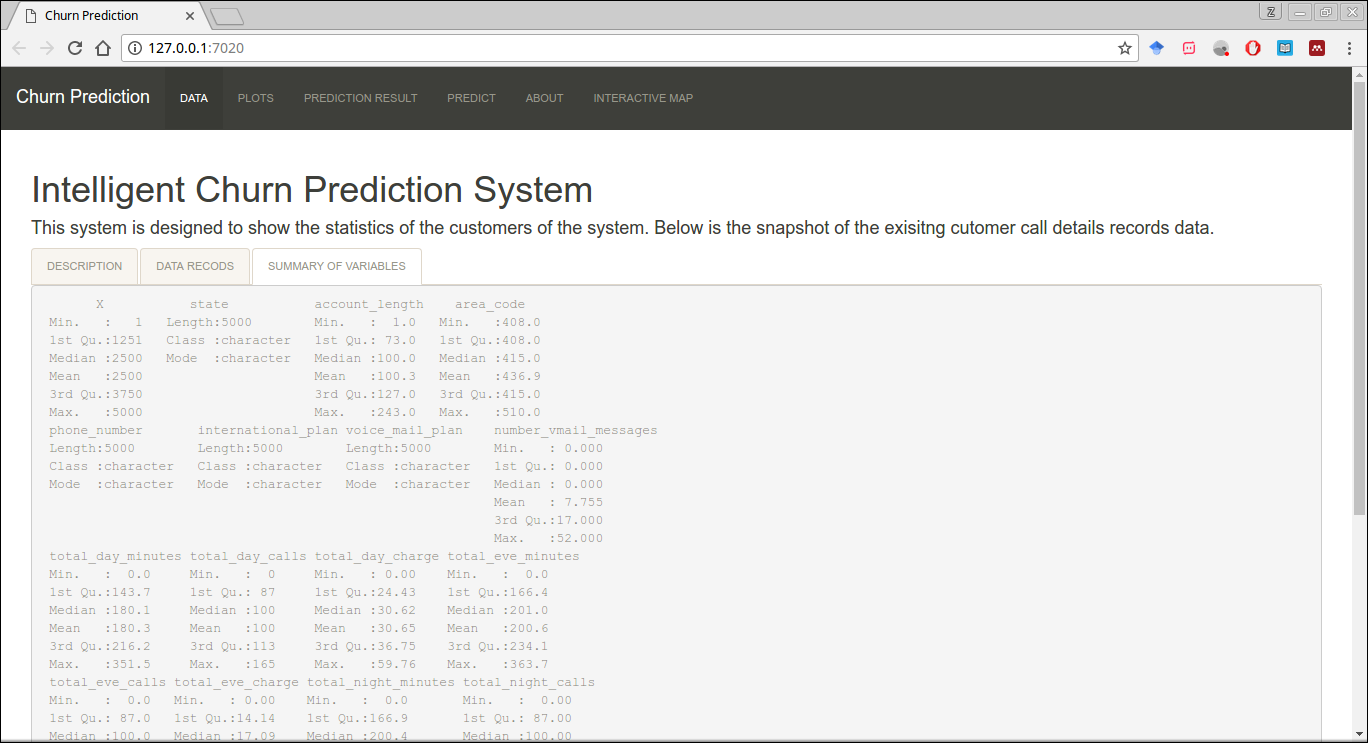 Churn Prediction
Z
127.0.0.1:7020
Churn Prediction DATA PLOTS PREDICTION RESULT PREDICT ABOUT INTERACTIVE MAP
Intelligent Churn Prediction System
This system is designed to show the statistics of the customers of the system. Below is the snapshot of the exisitng cutomer call details records data.
DESCRIPTION DATA RECODS SUMMARY OF VARIABLES
X state account_length area_code
Min. : 1 Length:5000 Min. : 1.0 Min. :408.0
1st Qu.:1251 Class :character 1st Qu.: 73.0 1st Qu.:408.0
Median :2500 Mode :character Median :100.0 Median :415.0
Mean :2500 Mean :100.3 Mean :436.9
3rd Qu.:3750 3rd Qu.:127.0 3rd Qu.:415.0
Max. :5000 Max. :243.0 Max. :510.0
phone_number international_plan voice_mail_plan number_vmail_messages
Length:5000 Length:5000 Length:5000 Min. : 0.000
Class :character Class :character Class :character 1st Qu.: 0.000
Mode :character Mode :character Mode :character Median : 0.000
Mean : 7.755
3rd Qu.:17.000
Max. :52.000
total_day_minutes total_day_calls total_day_charge total_eve_minutes
Min. : 0.0 Min. : 0 Min. : 0.00 Min. : 0.0
1st Qu.:143.7 1st Qu.: 87 1st Qu.:24.43 1st Qu.:166.4
Median :180.1 Median :100 Median :30.62 Median :201.0
Mean :180.3 Mean :100 Mean :30.65 Mean :200.6
3rd Qu.:216.2 3rd Qu.:113 3rd Qu.:36.75 3rd Qu.:234.1
Max. :351.5 Max. :165 Max. :59.76 Max. :363.7
total_eve_calls total_eve_charge total_night_minutes total_night_calls
Min. : 0.0 Min. : 0.00 Min. : 0.0 Min. : 0.00
1st Qu.: 87.0 1st Qu.:14.14 1st Qu.:166.9 1st Qu.: 87.00
Median :100.0 Median :17.09 Median :200.4 Median :100.00